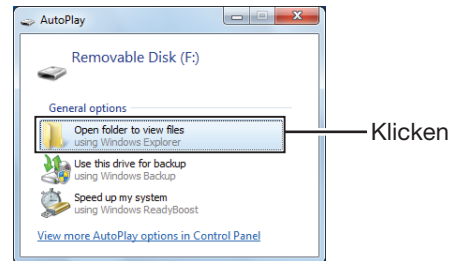 AutoPlay
Removable Disk (F:)
General options
Open folder to view files
using Windows Explorer
Klicken
Use this drive for backup
using Windows Backup
Speed up my system
using Windows ReadyBoost
View more AutoPlay options in Control Panel